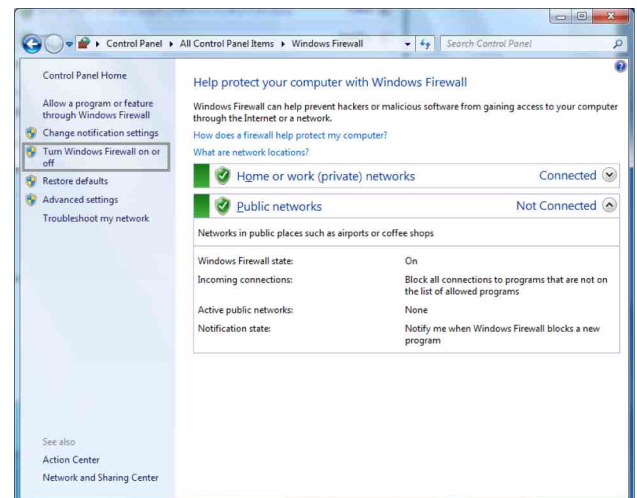 Control Panel ▸ All Control Panel Items ▸ Windows Firewall
Search Control Panel
Control Panel Home
Allow a program or feature
through Windows Firewall
Change notification settings
Turn Windows Firewall on or
off
Restore defaults
Advanced settings
Troubleshoot my network
See also
Action Center
Network and Sharing Center
Help protect your computer with Windows Firewall
Windows Firewall can help prevent hackers or malicious software from gaining access to your computer
through the Internet or a network.
How does a firewall help protect my computer?
What are network locations?
Home or work (private) networks Connected
Public networks Not Connected
Networks in public places such as airports or coffee shops
Windows Firewall state: On
Incoming connections: Block all connections to programs that are not on
the list of allowed programs
Active public networks: None
Notification state: Notify me when Windows Firewall blocks a new
program